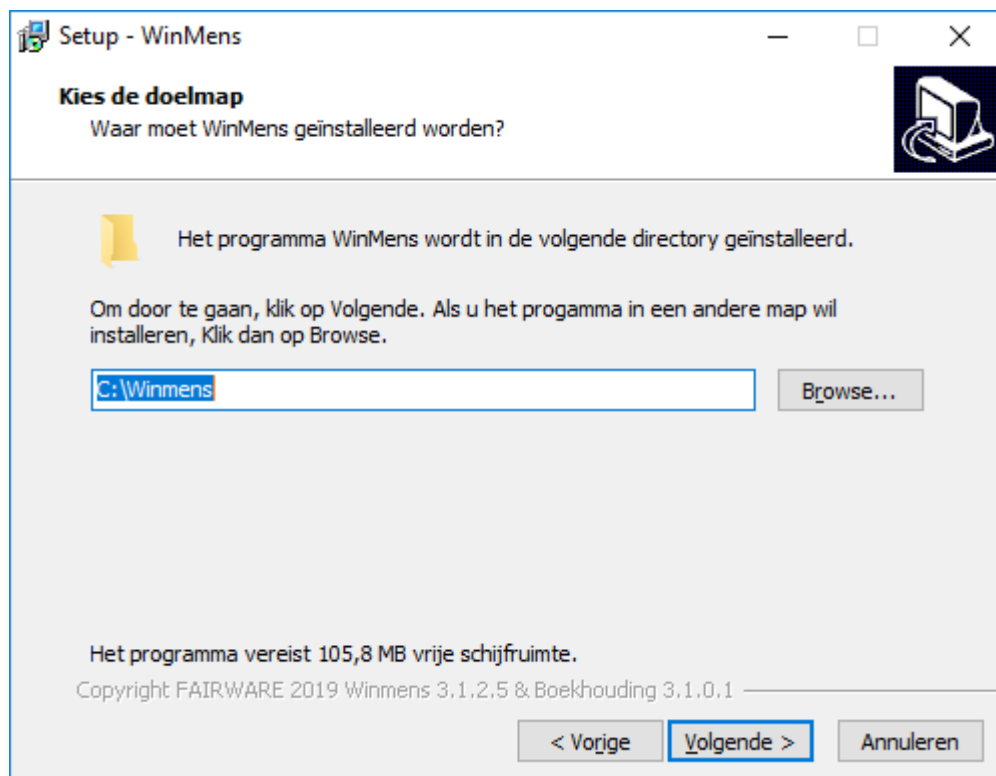 Setup - WinMens
Kies de doelmap
Waar moet WinMens geïnstalleerd worden?
Het programma WinMens wordt in de volgende directory geïnstalleerd.
Om door te gaan, klik op Volgende. Als u het progamma in een andere map wil
installeren, Klik dan op Browse.
C:\Winmens
Browse...
Het programma vereist 105,8 MB vrije schijfruimte.
Copyright FAIRWARE 2019 Winmens 3.1.2.5 & Boekhouding 3.1.0.1
< Vorige
Volgende >
Annuleren